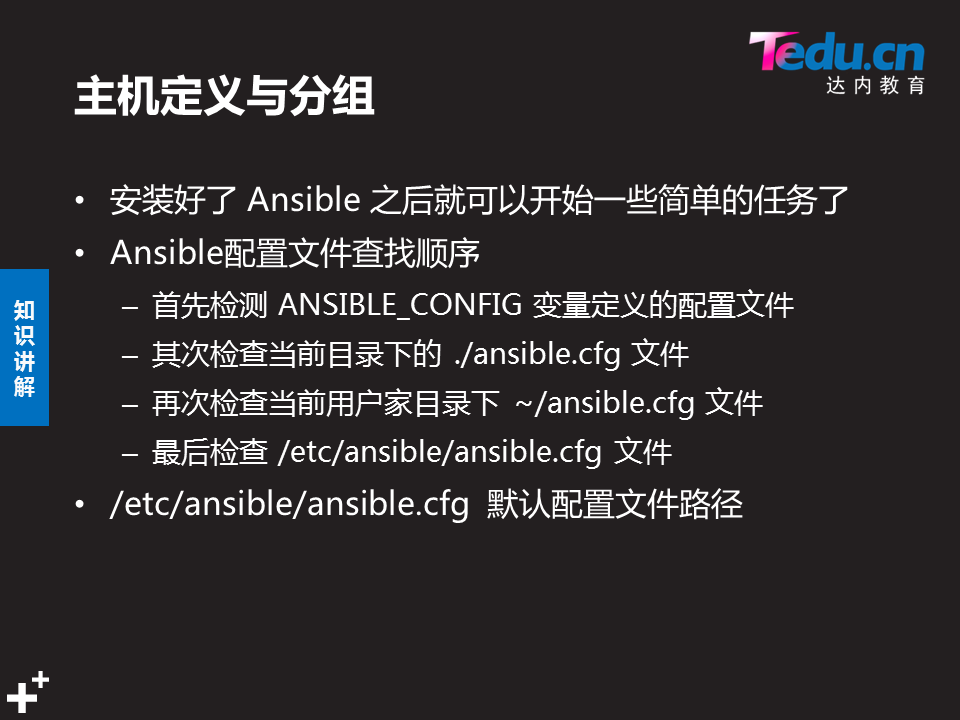 Tedu.cn
达内教育
主机定义与分组
• 安装好了 Ansible 之后就可以开始一些简单的任务了
• Ansible配置文件查找顺序
– 首先检测 ANSIBLE_CONFIG 变量定义的配置文件
– 其次检查当前目录下的 ./ansible.cfg 文件
– 再次检查当前用户家目录下 ~/ansible.cfg 文件
– 最后检查 /etc/ansible/ansible.cfg 文件
• /etc/ansible/ansible.cfg 默认配置文件路径
知识讲解